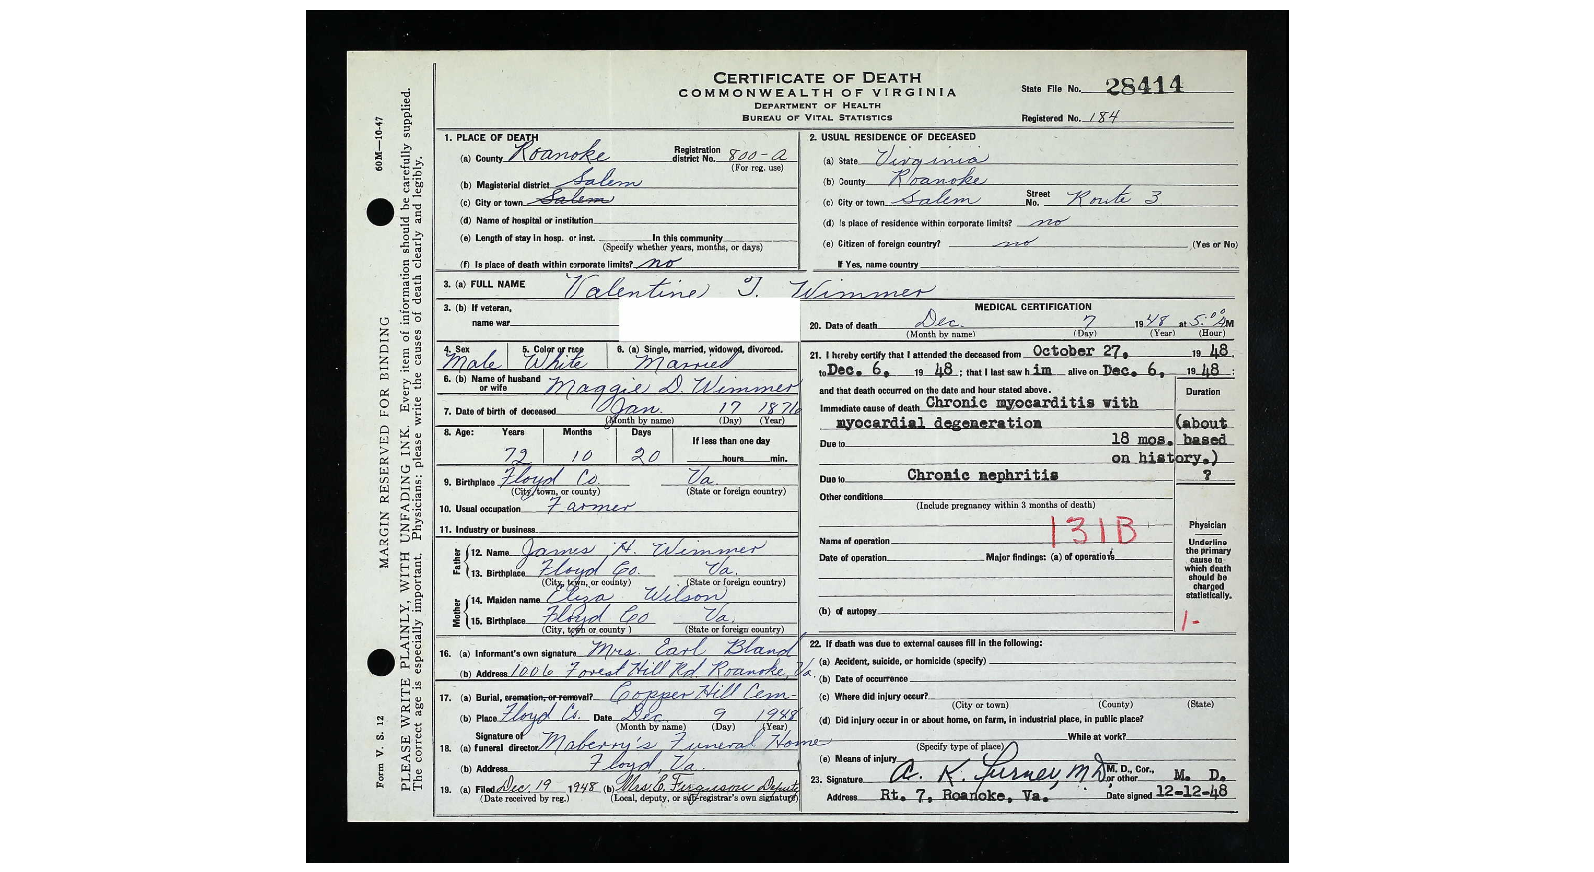 CERTIFICATE OF DEATH
COMMONWEALTH OF VIRGINIA
DEPARTMENT OF HEALTH
BUREAU OF VITAL STATISTICS
State File No. 28414
Registered No. 184
60M—10-47
MARGIN RESERVED FOR BINDING
Form V. S. 12
PLEASE WRITE PLAINLY, WITH UNFADING INK. Every item of information should be carefully supplied.
The correct age is especially important. Physicians: please write the causes of death clearly and legibly.
1. PLACE OF DEATH
(a) County Roanoke Registration district No. 800-A
(For reg. use)
(b) Magisterial district Salem
(c) City or town Salem
(d) Name of hospital or institution
(e) Length of stay in hosp. or inst. In this community
(Specify whether years, months, or days)
(f) Is place of death within corporate limits? no
2. USUAL RESIDENCE OF DECEASED
(a) State Virginia
(b) County Roanoke
(c) City or town Salem Street No. Route 3
(d) Is place of residence within corporate limits? no
(e) Citizen of foreign country? no (Yes or No)
If Yes, name country
3. (a) FULL NAME Valentine T. Wimmer
3. (b) If veteran,
name war
4. Sex 5. Color or race 6. (a) Single, married, widowed, divorced.
Male White Married
6. (b) Name of husband
or wife Maggie D. Wimmer
7. Date of birth of deceased Jan. 17 1876
(Month by name) (Day) (Year)
8. Age: Years Months Days If less than one day
72 10 20 hours min.
9. Birthplace Floyd Co. Va.
(City, town, or county) (State or foreign country)
10. Usual occupation Farmer
11. Industry or business
Father
12. Name James H. Wimmer
13. Birthplace Floyd Co. Va.
(City, town, or county) (State or foreign country)
Mother
14. Maiden name Eliza Wilson
15. Birthplace Floyd Co Va.
(City, town or county) (State or foreign country)
16. (a) Informant's own signature Mrs. Earl Bland
(b) Address 1006 Forest Hill Rd. Roanoke, Va.
17. (a) Burial, cremation, or removal? Copper Hill Cem-
(b) Place Floyd Co. Date Dec 9 1948
(Month by name) (Day) (Year)
Signature of
18. (a) funeral director Maberry's Funeral Home
(b) Address Floyd, Va.
19. (a) Filed Dec. 19 1948 (b) Mrs. C. Ferguson Deputy
(Date received by reg.) (Local, deputy, or sub-registrar's own signature)
MEDICAL CERTIFICATION
20. Date of death Dec. 7 1948 at 5:00 AM
(Month by name) (Day) (Year) (Hour)
21. I hereby certify that I attended the deceased from October 27, 1948
to Dec. 6, 1948; that I last saw him alive on Dec. 6, 1948;
and that death occurred on the date and hour stated above.
Duration
Immediate cause of death Chronic myocarditis with
myocardial degeneration (about
Due to 18 mos. based
on history.)
Due to Chronic nephritis ?
Other conditions
(Include pregnancy within 3 months of death)
131B
Name of operation
Date of operation Major findings: (a) of operations
(b) of autopsy
Physician
Underline
the primary
cause to
which death
should be
charged
statistically.
1-
22. If death was due to external causes fill in the following:
(a) Accident, suicide, or homicide (specify)
(b) Date of occurrence
(c) Where did injury occur?
(City or town) (County) (State)
(d) Did injury occur in or about home, on farm, in industrial place, in public place?
While at work?
(Specify type of place)
(e) Means of injury
23. Signature A. K. Turney, M.D. M. D., Cor., or other M. D.
Address Rt. 7, Roanoke, Va. Date signed 12-12-48